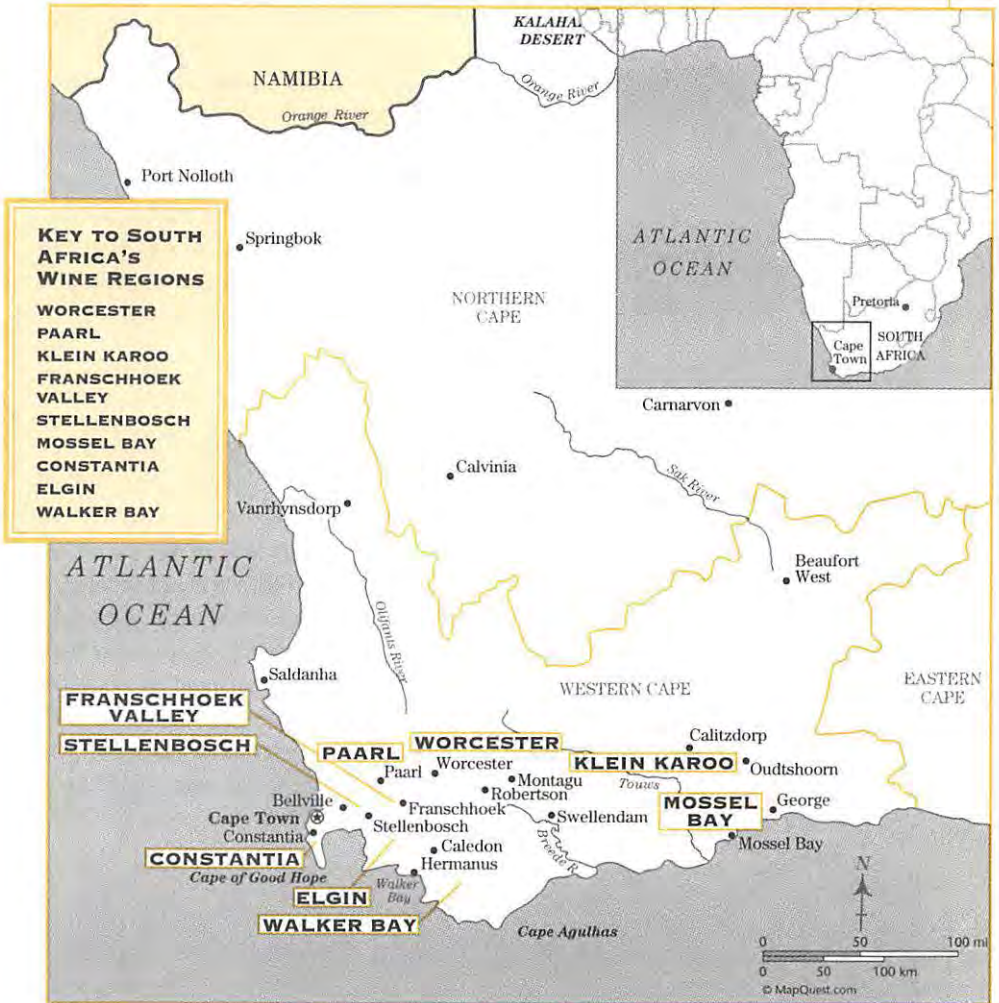 KALAHA
DESERT
NAMIBIA
Orange River
Orange River
Port Nolloth
Springbok
KEY TO SOUTH
AFRICA'S
WINE REGIONS
WORCESTER
PAARL
KLEIN KAROO
FRANSCHHOEK
VALLEY
STELLENBOSCH
MOSSEL BAY
CONSTANTIA
ELGIN
WALKER BAY
NORTHERN
CAPE
ATLANTIC
OCEAN
Pretoria
Cape
Town
SOUTH
AFRICA
Carnarvon
Calvinia
Sak River
Vanrhynsdorp
Beaufort
West
ATLANTIC
OCEAN
Olifants River
Saldanha
WESTERN CAPE
EASTERN
CAPE
FRANSCHHOEK
VALLEY
STELLENBOSCH
PAARL
WORCESTER
KLEIN KAROO
Calitzdorp
Oudtshoorn
Paarl
Worcester
Montagu
Robertson
Touws
MOSSEL
BAY
George
Bellville
Franschhoek
Cape Town
Stellenbosch
Swellendam
Constantia
Mossel Bay
CONSTANTIA
Caledon
Hermanus
Breede R.
Cape of Good Hope
Walker
Bay
ELGIN
WALKER BAY
Cape Agulhas
N
0 50 100 mi
0 50 100 km
© MapQuest.com